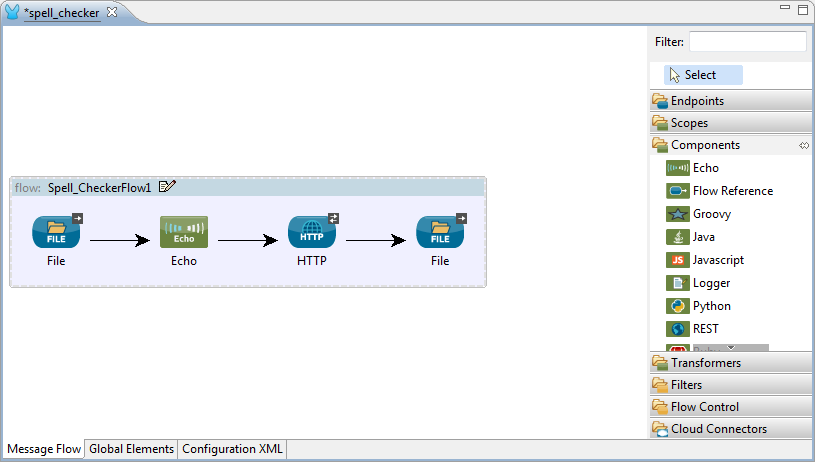 *spell_checker
Filter:
Select
Endpoints
Scopes
Components
Echo
Flow Reference
Groovy
Java
JS Javascript
Logger
Python
REST
Transformers
Filters
Flow Control
Cloud Connectors
flow: Spell_CheckerFlow1
FILE Echo HTTP FILE
File Echo HTTP File
Message Flow Global Elements Configuration XML